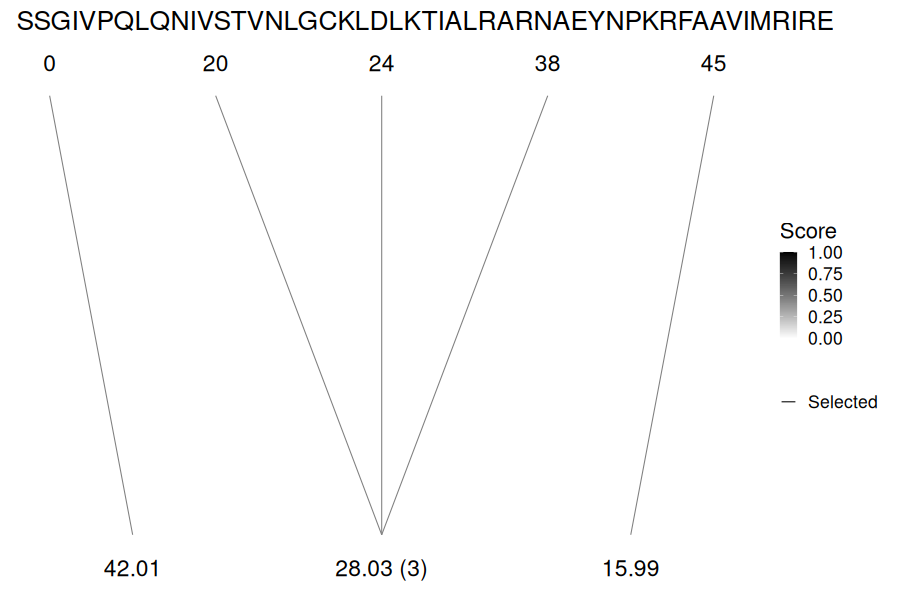 SSGIVPQLQNIVSTVNLGCKLDLKTIALRARNAEYNPKRFAAVIMRIRE
0 20 24 38 45
Score
1.00
0.75
0.50
0.25
0.00
Selected
42.01 28.03 (3) 15.99